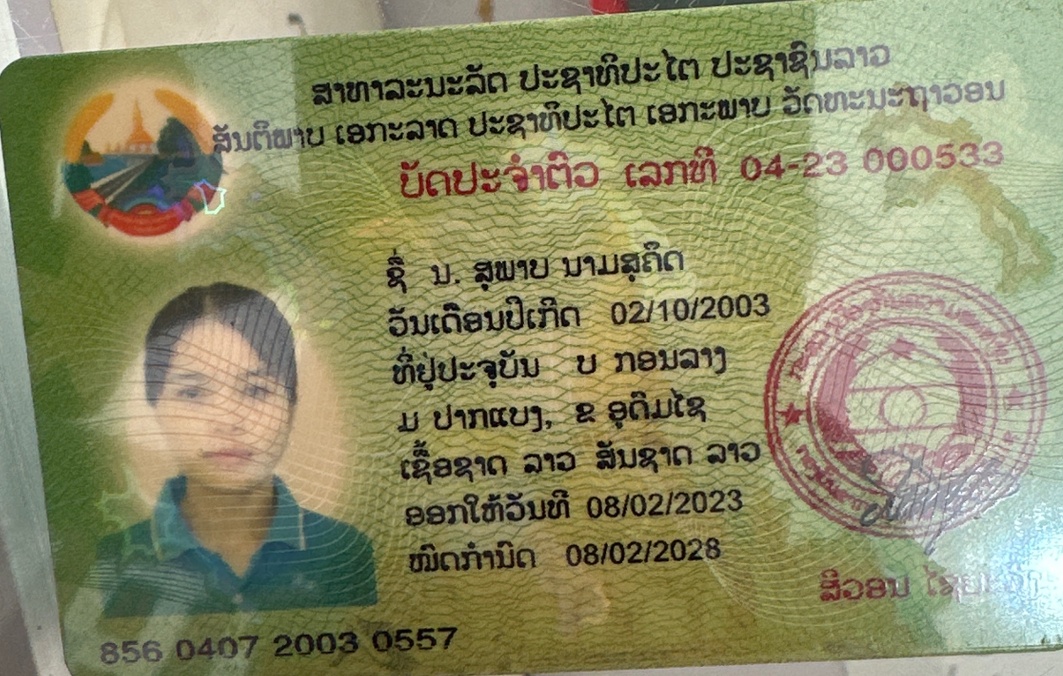 ສາທາລະນະລັດ ປະຊາທິປະໄຕ ປະຊາຊົນລາວ
ສັນຕິພາບ ເອກະລາດ ປະຊາທິປະໄຕ ເອກະພາບ ວັດທະນະຖາວອນ
ບັດປະຈຳຕົວ ເລກທີ 04-23 000533
ຊື່ ນ. ສຸພາບ ນາມສຸຄິດ
ວັນເດືອນປີເກີດ 02/10/2003
ທີ່ຢູ່ປະຈຸບັນ ບ ກອນລາງ
ມ ປາກແບງ, ຂ ອຸດົມໄຊ
ເຊື້ອຊາດ ລາວ ສັນຊາດ ລາວ
ອອກໃຫ້ວັນທີ 08/02/2023
ໝົດກຳນົດ 08/02/2028
ສີວອນ
856 0407 2003 0557